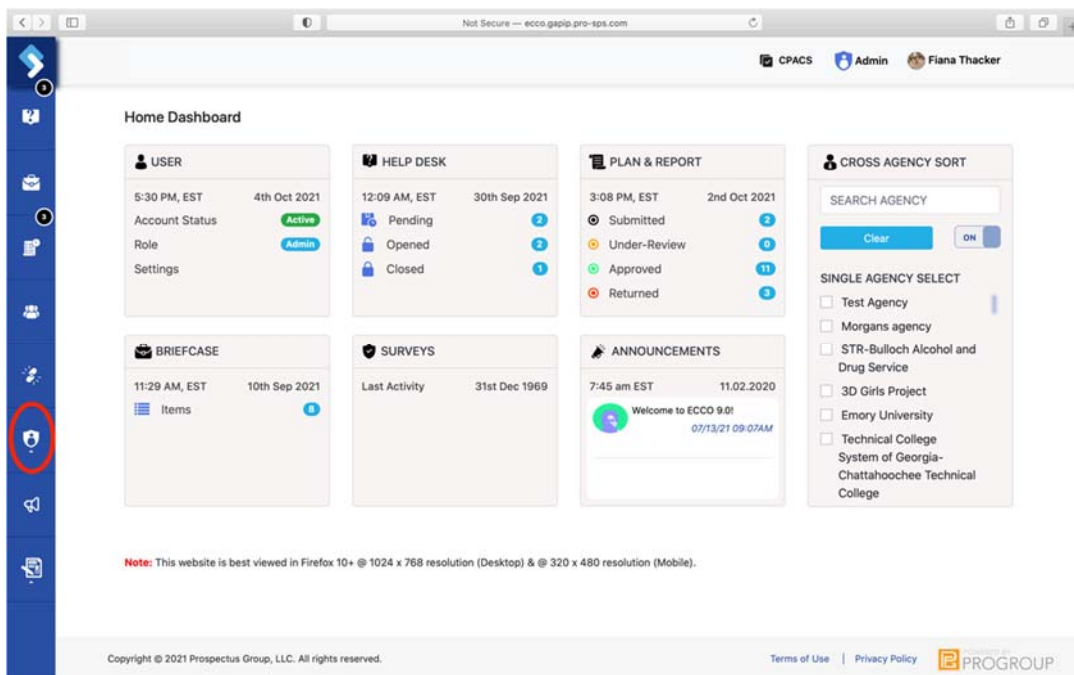 Not Secure — ecco.gapip.pro-sps.com
CPACS Admin Fiana Thacker
3
3
Home Dashboard
USER
5:30 PM, EST 4th Oct 2021
Account Status Active
Role Admin
Settings
HELP DESK
12:09 AM, EST 30th Sep 2021
Pending 2
Opened 2
Closed 1
PLAN & REPORT
3:08 PM, EST 2nd Oct 2021
Submitted 2
Under-Review 0
Approved 11
Returned 3
CROSS AGENCY SORT
SEARCH AGENCY
Clear ON
SINGLE AGENCY SELECT
Test Agency
Morgans agency
STR-Bulloch Alcohol and
Drug Service
3D Girls Project
Emory University
Technical College
System of Georgia-
Chattahoochee Technical
College
BRIEFCASE
11:29 AM, EST 10th Sep 2021
Items 8
SURVEYS
Last Activity 31st Dec 1969
ANNOUNCEMENTS
7:45 am EST 11.02.2020
Welcome to ECCO 9.0!
07/13/21 09:07AM
Note: This website is best viewed in Firefox 10+ @ 1024 x 768 resolution (Desktop) & @ 320 x 480 resolution (Mobile).
Copyright @ 2021 Prospectus Group, LLC. All rights reserved.
Terms of Use | Privacy Policy
POWERED BY
PROGROUP